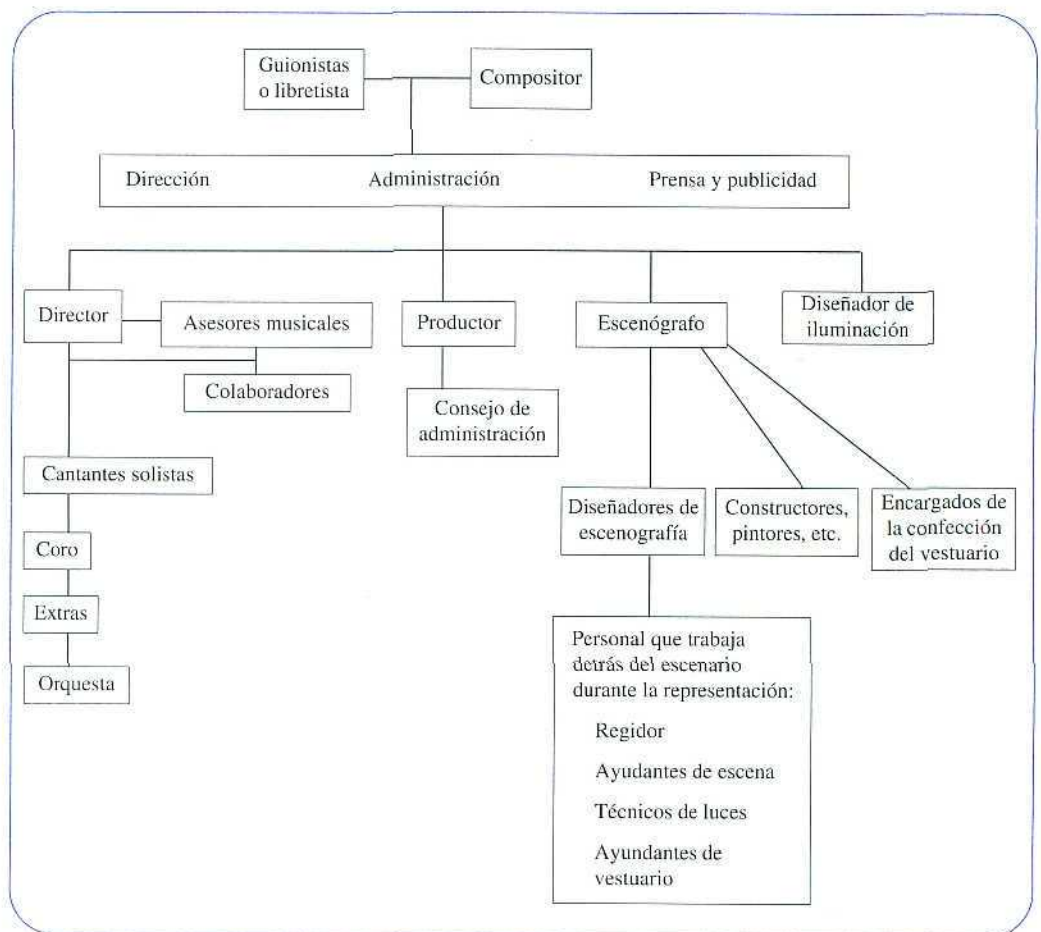 Guionistas
o libretista
Compositor
Dirección
Administración
Prensa y publicidad
Director
Asesores musicales
Productor
Escenógrafo
Diseñador de
iluminación
Colaboradores
Consejo de
administración
Cantantes solistas
Diseñadores de
escenografía
Constructores,
pintores, etc.
Encargados de
la confección
del vestuario
Coro
Extras
Orquesta
Personal que trabaja
detrás del escenario
durante la representación:
Regidor
Ayudantes de escena
Técnicos de luces
Ayundantes de
vestuario